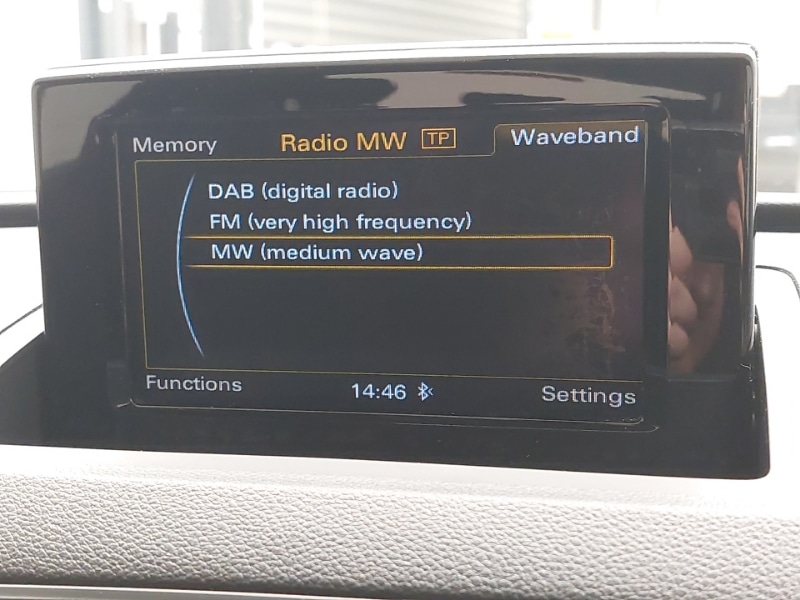 Memory Radio MW TP Waveband
DAB (digital radio)
FM (very high frequency)
MW (medium wave)
Functions 14:46 Settings